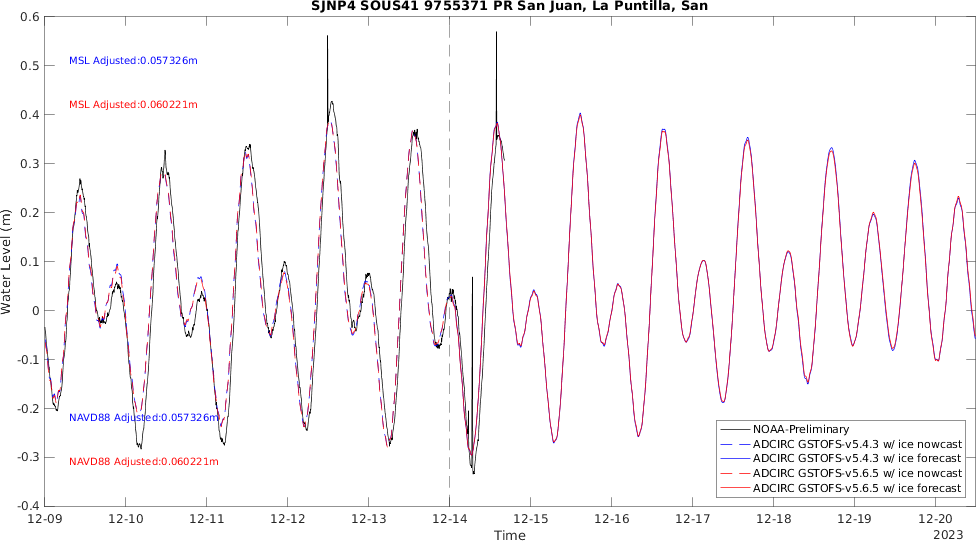 SJNP4 SOUS41 9755371 PR San Juan, La Puntilla, San
0.6
0.5
0.4
0.3
0.2
0.1
0
-0.1
-0.2
-0.3
-0.4
Water Level (m)
MSL Adjusted:0.057326m
MSL Adjusted:0.060221m
NAVD88 Adjusted:0.057326m
NAVD88 Adjusted:0.060221m
NOAA-Preliminary
ADCIRC GSTOFS-v5.4.3 w/ ice nowcast
ADCIRC GSTOFS-v5.4.3 w/ ice forecast
ADCIRC GSTOFS-v5.6.5 w/ ice nowcast
ADCIRC GSTOFS-v5.6.5 w/ ice forecast
12-09 12-10 12-11 12-12 12-13 12-14 12-15 12-16 12-17 12-18 12-19 12-20
2023
Time